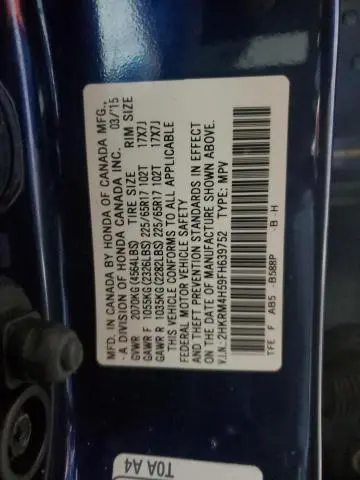 MFD. IN CANADA BY HONDA OF CANADA MFG.,
- A DIVISION OF HONDA CANADA INC. 03/'15
GVWR 2070KG(4564LBS) TIRE SIZE RIM SIZE
GAWR F 1055KG(2326LBS)225/65R17 102T 17X7J
GAWR R 1035KG(2282LBS)225/65R17 102T 17X7J
THIS VEHICLE CONFORMS TO ALL APPLICABLE
FEDERAL MOTOR VEHICLE SAFETY
AND THEFT PREVENTION STANDARDS IN EFFECT
ON THE DATE OF MANUFACTURE SHOWN ABOVE.
V.I.N.:2HKRM4H59FH639752 TYPE: MPV
TFE F AB5 -B588P -B -H
T0A A4